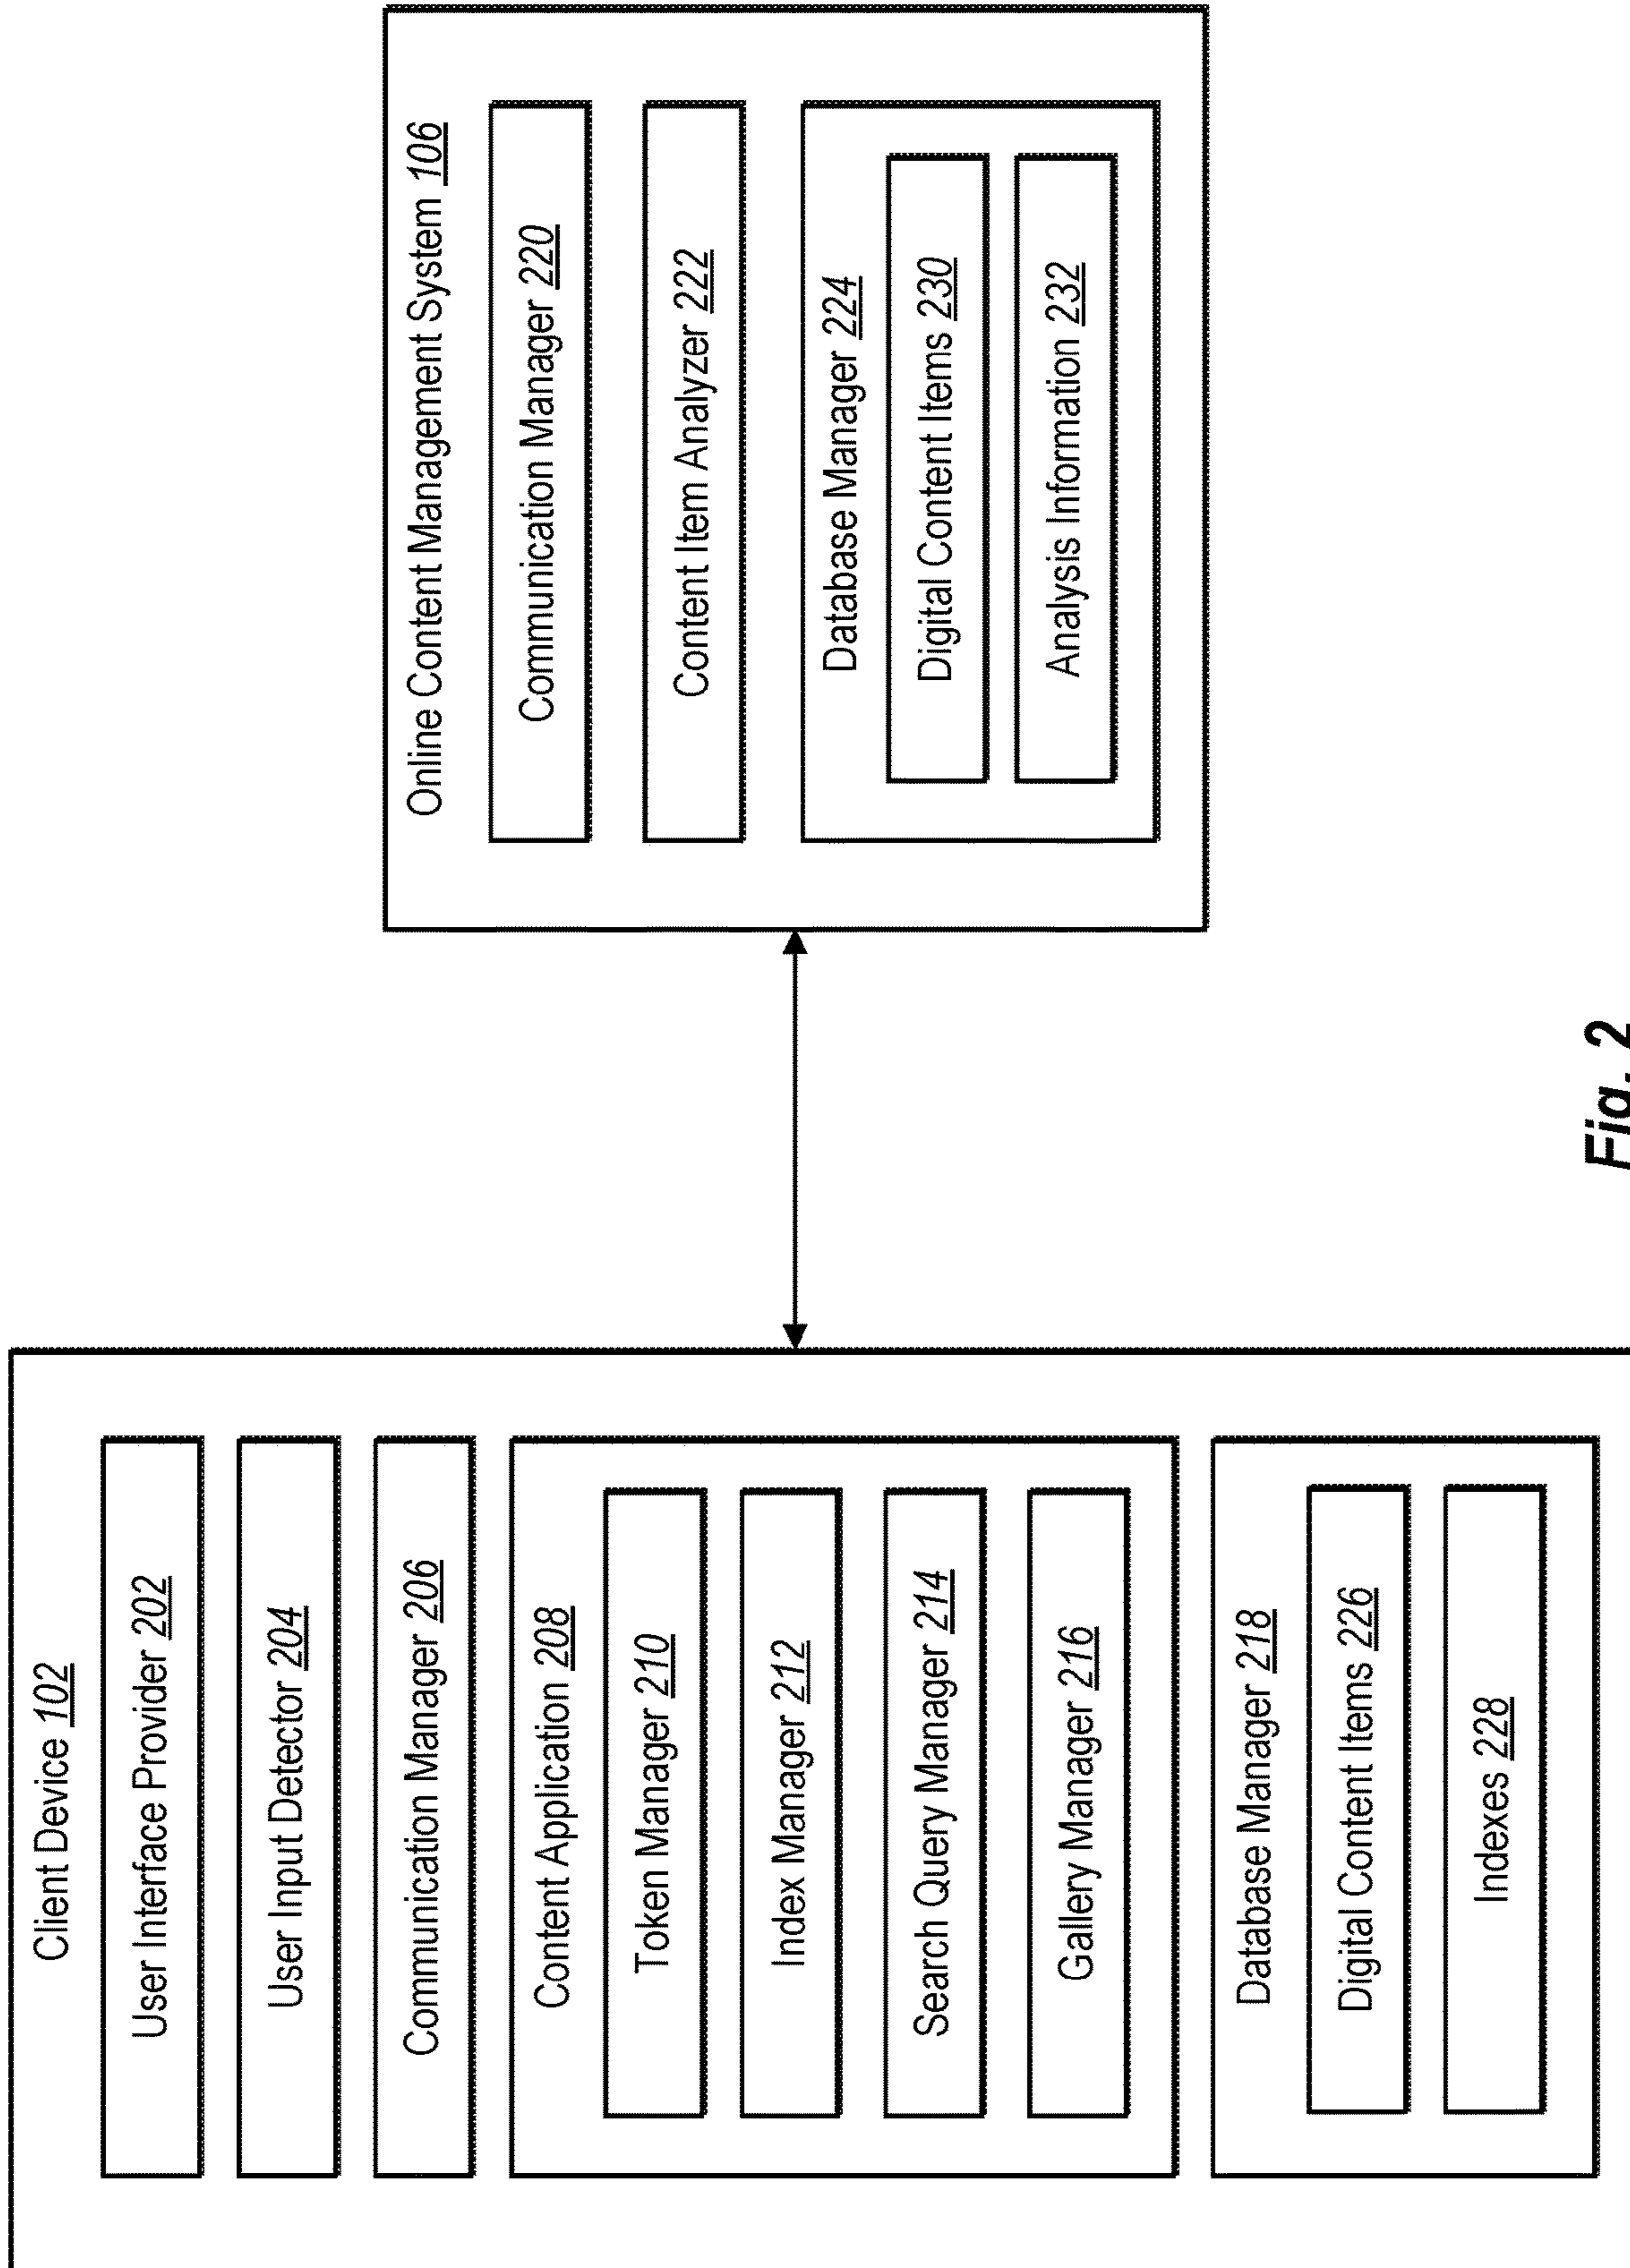 Client Device 102
User Interface Provider 202
User Input Detector 204
Communication Manager 206
Content Application 208
Token Manager 210
Index Manager 212
Search Query Manager 214
Gallery Manager 216
Database Manager 218
Digital Content Items 226
Indexes 228
Online Content Management System 106
Communication Manager 220
Content Item Analyzer 222
Database Manager 224
Digital Content Items 230
Analysis Information 232
Fig. 2